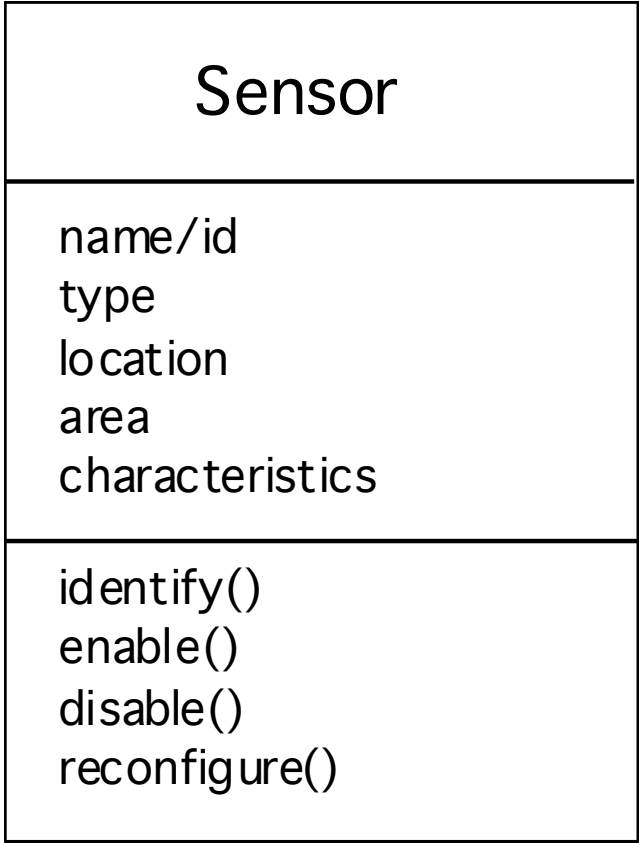 Sensor
name/id
type
location
area
characteristics
identify()
enable()
disable()
reconfigure()